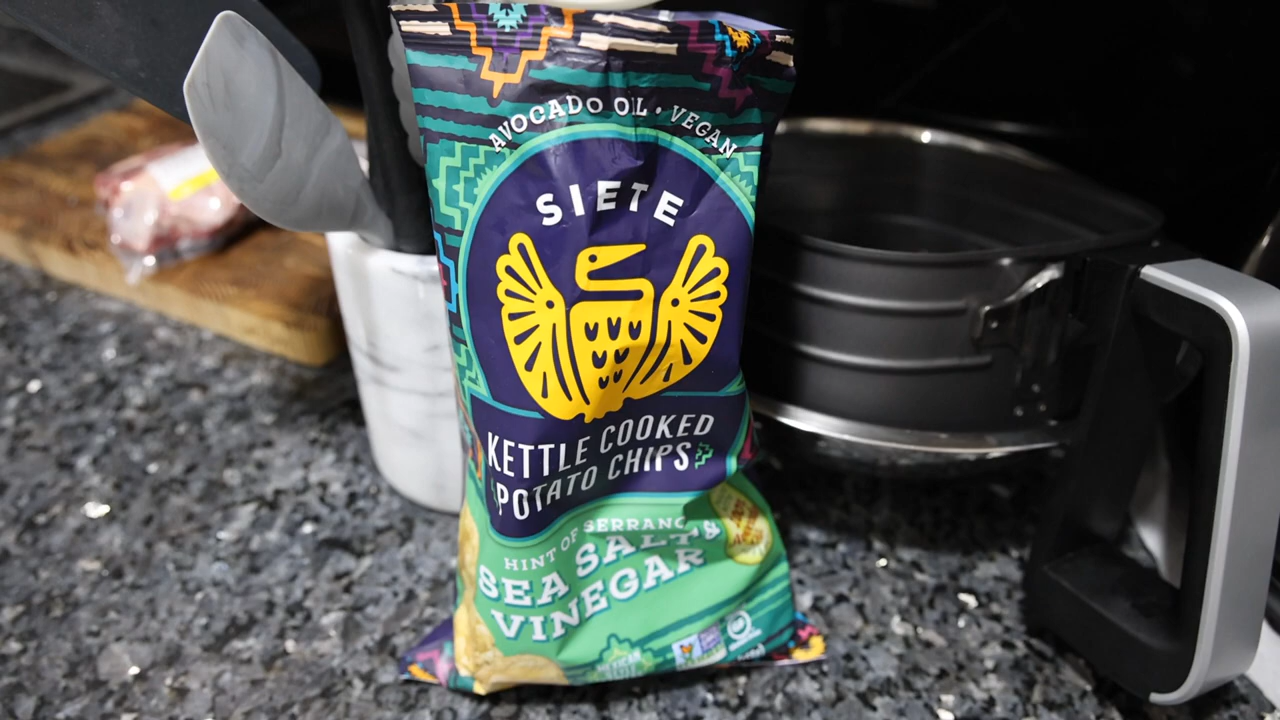 AVOCADO OIL • VEGAN
SIETE
KETTLE COOKED
POTATO CHIPS
HINT OF SERRANO
SEA SALT &
VINEGAR